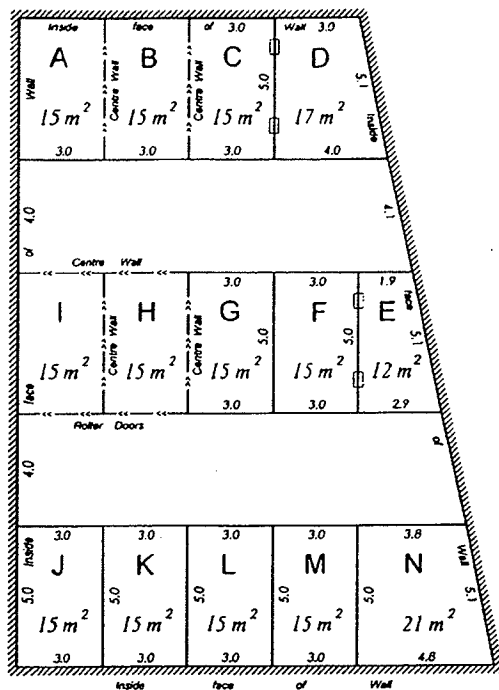 Inside face of 3.0 Wall 3.0
A B C D
Wall Centre Wall Centre Wall 5.0 5.1 Inside
15 m² 15 m² 15 m² 17 m²
3.0 3.0 3.0 4.0
of 4.0 4.1
Centre Wall
3.0 3.0 1.9
I H G F E
face Centre Wall Centre Wall 5.0 5.0 face 5.1
15 m² 15 m² 15 m² 15 m² 12 m²
3.0 3.0 2.9
Roller Doors
4.0 of
3.0 3.0 3.0 3.0 3.8
Inside J K L M N Wall
5.0 5.0 5.0 5.0 5.0 5.1
15 m² 15 m² 15 m² 15 m² 21 m²
3.0 3.0 3.0 3.0 4.8
Inside face of Wall